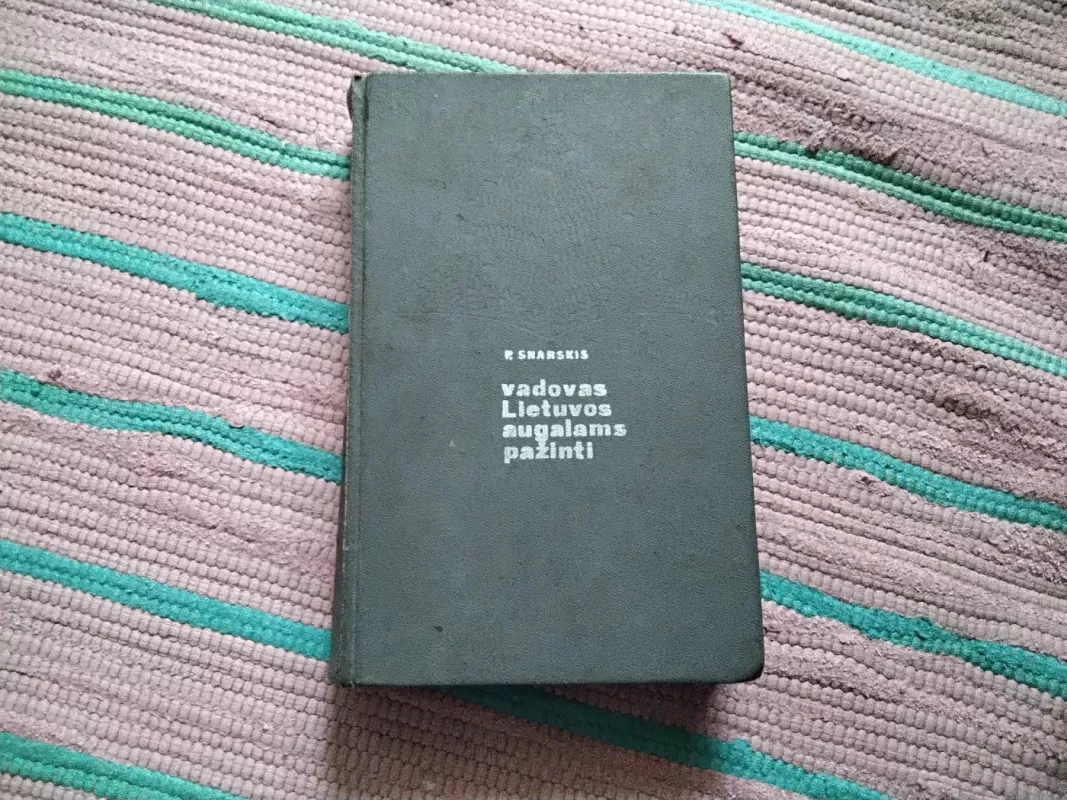 P. SNARSKIS
vadovas
Lietuvos
augalams
pažinti